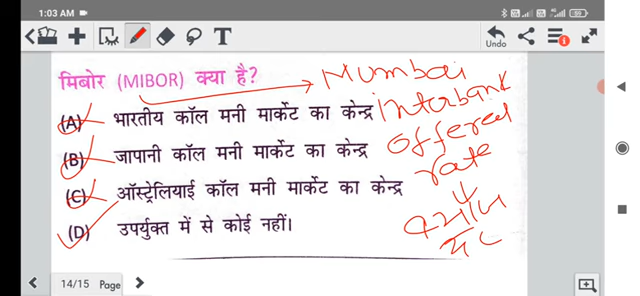 1:03 AM
59
T
Undo
मिबोर (MIBOR) क्या है?
Mumbai
interbank
offered
rate
(A) भारतीय कॉल मनी मार्केट का केन्द्र
(B) जापानी कॉल मनी मार्केट का केन्द्र
(C) ऑस्ट्रेलियाई कॉल मनी मार्केट का केन्द्र
(D) उपर्युक्त में से कोई नहीं।
14/15 Page